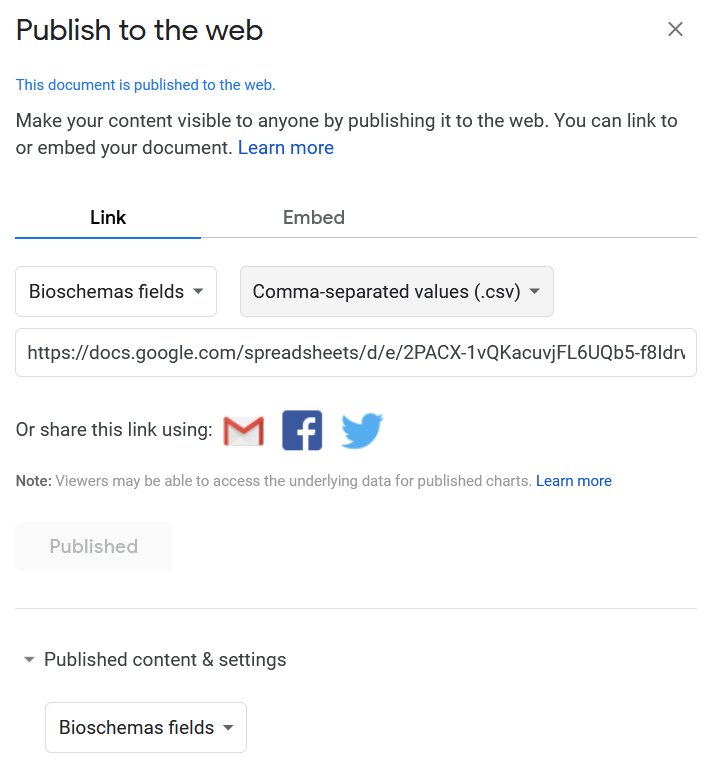 Publish to the web
This document is published to the web.
Make your content visible to anyone by publishing it to the web. You can link to
or embed your document. Learn more
Link Embed
Bioschemas fields Comma-separated values (.csv)
https://docs.google.com/spreadsheets/d/e/2PACX-1vQKacuvjFL6UQb5-f8Idrv
Or share this link using:
Note: Viewers may be able to access the underlying data for published charts. Learn more
Published
Published content & settings
Bioschemas fields